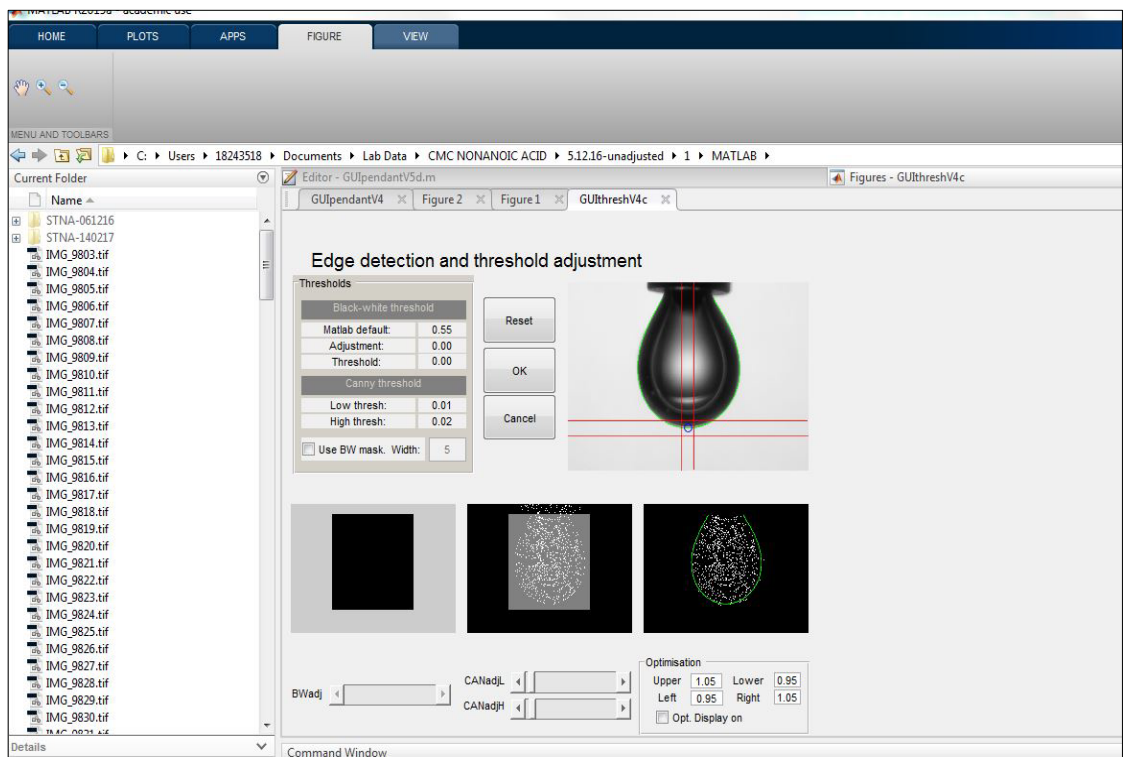 MATLAB R2015a - academic use
HOME PLOTS APPS FIGURE VIEW
MENU AND TOOLBARS
C: Users 18243518 Documents Lab Data CMC NONANOIC ACID 5.12.16-unadjusted 1 MATLAB
Current Folder
Name
STNA-061216
STNA-140217
IMG_9803.tif
IMG_9804.tif
IMG_9805.tif
IMG_9806.tif
IMG_9807.tif
IMG_9808.tif
IMG_9809.tif
IMG_9810.tif
IMG_9811.tif
IMG_9812.tif
IMG_9813.tif
IMG_9814.tif
IMG_9815.tif
IMG_9816.tif
IMG_9817.tif
IMG_9818.tif
IMG_9819.tif
IMG_9820.tif
IMG_9821.tif
IMG_9822.tif
IMG_9823.tif
IMG_9824.tif
IMG_9825.tif
IMG_9826.tif
IMG_9827.tif
IMG_9828.tif
IMG_9829.tif
IMG_9830.tif
IMG_9831.tif
Details
Editor - GUIpendantV5d.m
Figures - GUIthreshV4c
GUIpendantV4 Figure 2 Figure 1 GUIthreshV4c
Edge detection and threshold adjustment
Thresholds
Black-white threshold
Matlab default: 0.55
Adjustment: 0.00
Threshold: 0.00
Canny threshold
Low thresh: 0.01
High thresh: 0.02
Use BW mask. Width: 5
Reset
OK
Cancel
BWadj
CANadjL
CANadjH
Optimisation
Upper 1.05 Lower 0.95
Left 0.95 Right 1.05
Opt. Display on
Command Window